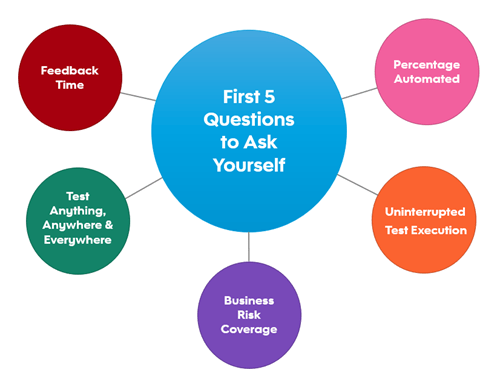 First 5
Questions
to Ask
Yourself
Feedback
Time
Percentage
Automated
Test
Anything,
Anywhere &
Everywhere
Uninterrupted
Test Execution
Business
Risk
Coverage